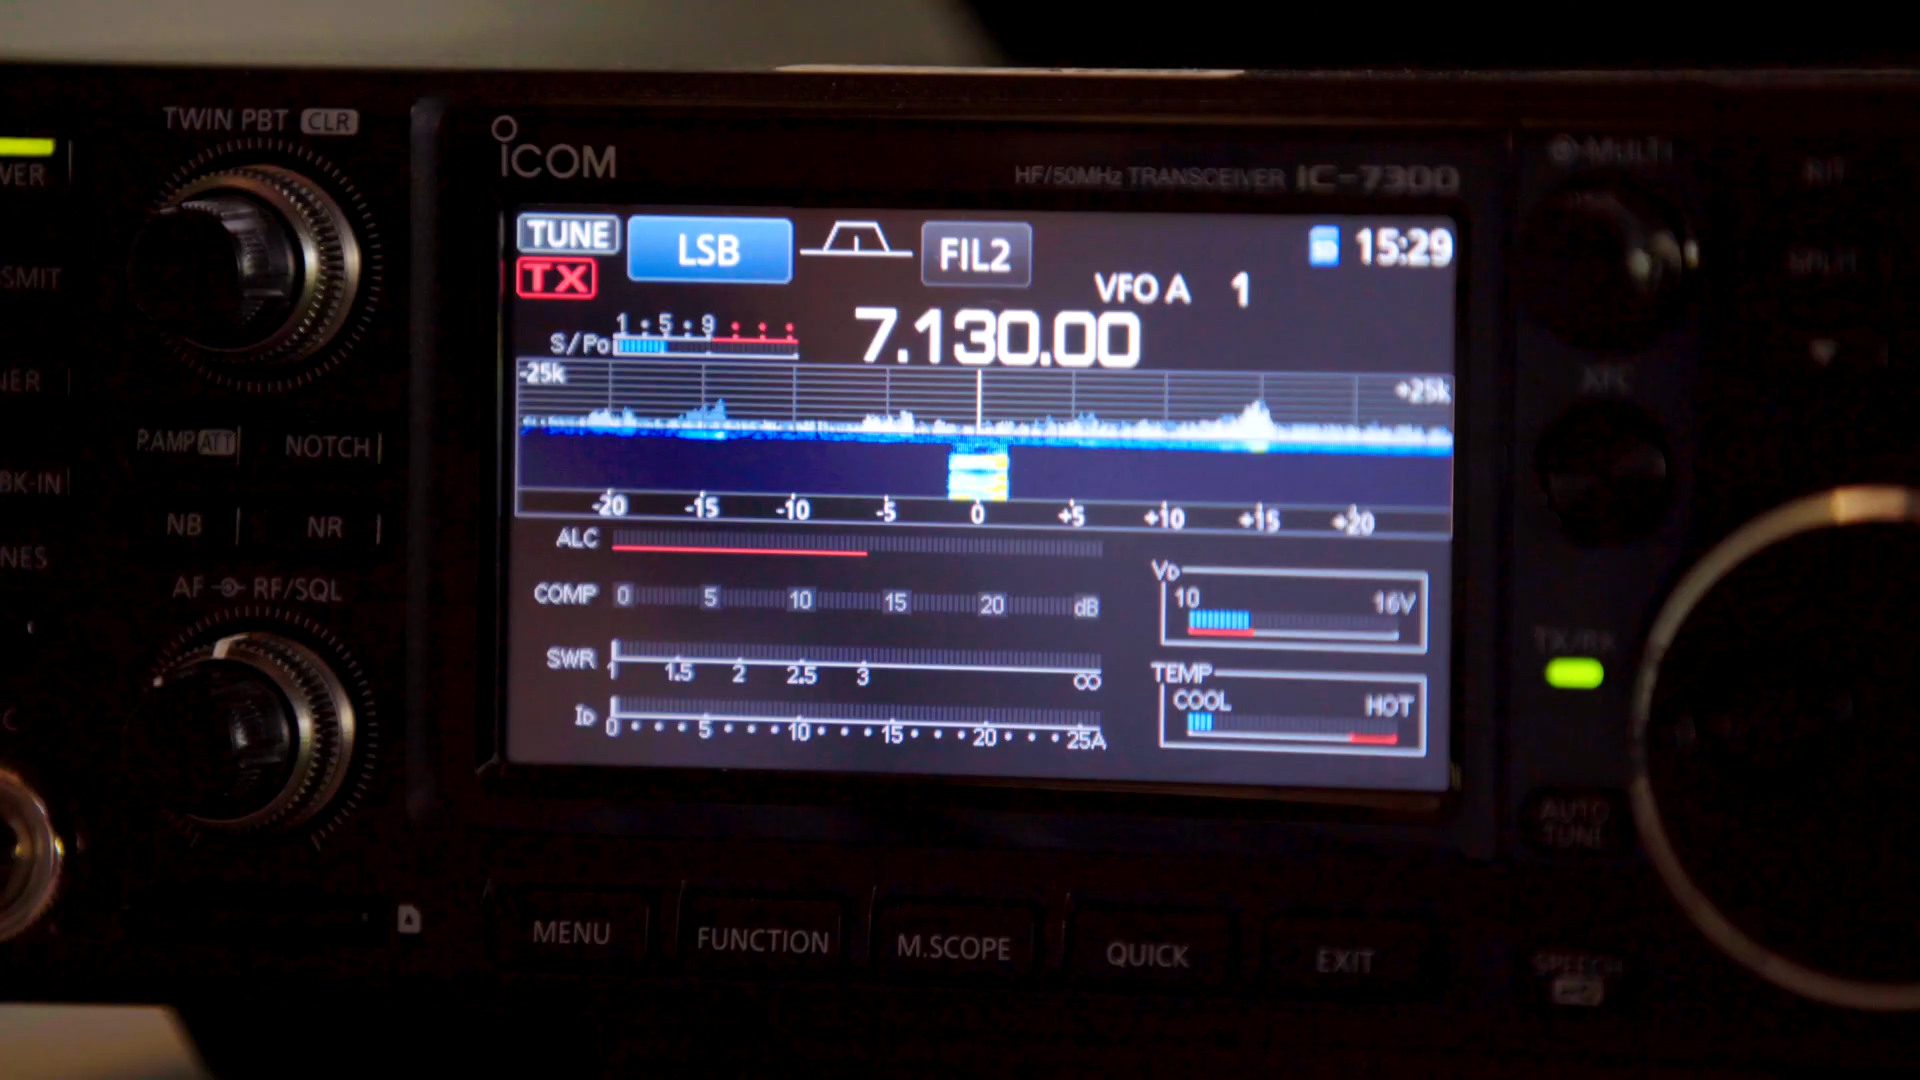 TWIN PBT CLR
P.AMP ATT NOTCH
BK-IN
NB NR
AF RF/SQL
ICOM
HF/50MHz TRANSCEIVER IC-7300
TUNE LSB FIL2 15:29
TX
VFO A 1
7.130.00
S/Po 1 5 9
-25k +25k
-20 -15 -10 -5 0 +5 +10 +15 +20
ALC
COMP 0 5 10 15 20 dB
SWR 1 1.5 2 2.5 3 ∞
ID 0 5 10 15 20 25A
VD
10 16V
TEMP
COOL HOT
MENU FUNCTION M.SCOPE QUICK EXIT
MULTI
RIT
SPLIT
TX/RX
AUTO
TUNE
SPEECH